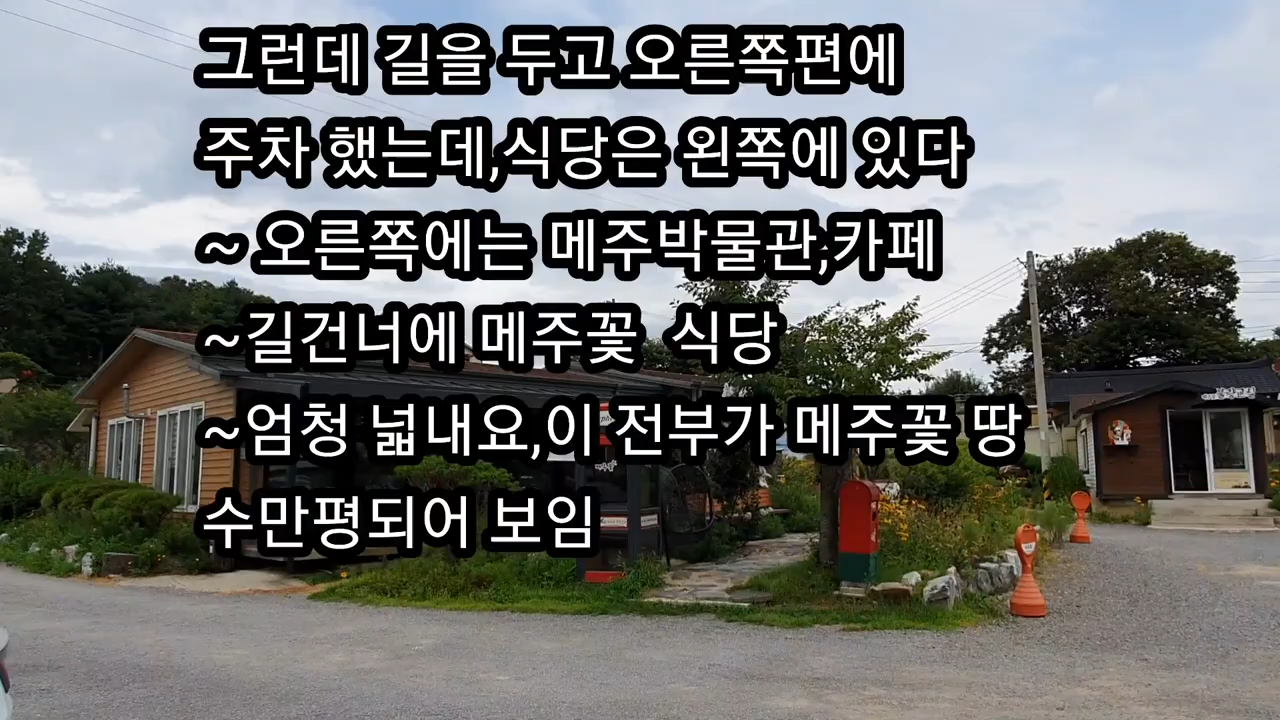 그런데 길을 두고 오른쪽편에
주차 했는데,식당은 왼쪽에 있다
~ 오른쪽에는 메주박물관,카페
~길건너에 메주꽃 식당
~엄청 넓내요,이 전부가 메주꽃 땅
수만평되어 보임